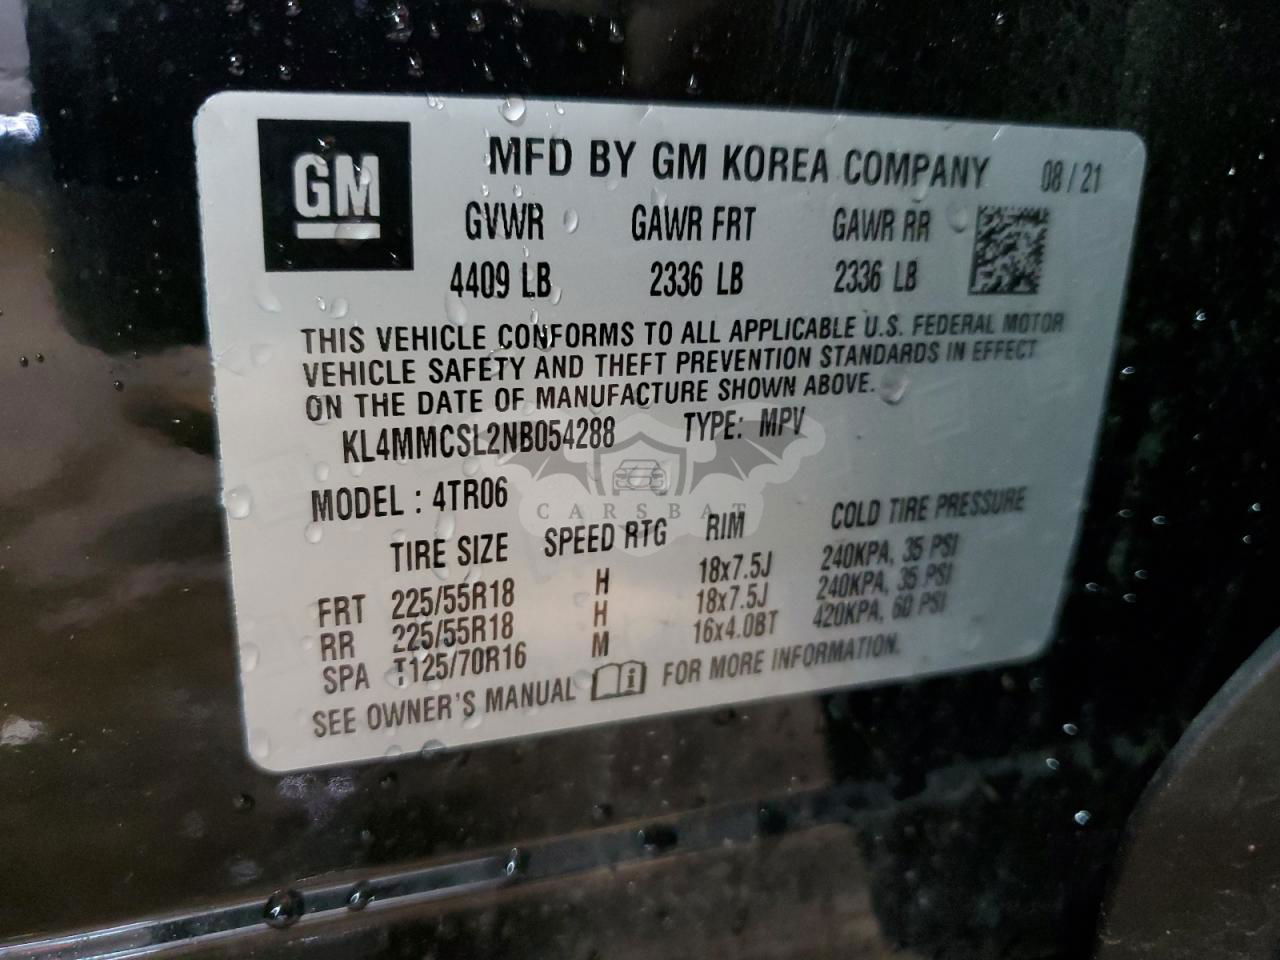 GM
MFD BY GM KOREA COMPANY 08 / 21
GVWR GAWR FRT GAWR RR
4409 LB 2336 LB 2336 LB
THIS VEHICLE CONFORMS TO ALL APPLICABLE U.S. FEDERAL MOTOR
VEHICLE SAFETY AND THEFT PREVENTION STANDARDS IN EFFECT
ON THE DATE OF MANUFACTURE SHOWN ABOVE.
KL4MMCSL2NB054288 TYPE: MPV
MODEL : 4TR06
CARSBAT
TIRE SIZE SPEED RTG RIM COLD TIRE PRESSURE
FRT 225/55R18 H 18x7.5J 240KPA, 35 PSI
RR 225/55R18 H 18x7.5J 240KPA, 35 PSI
SPA T125/70R16 M 16x4.0BT 420KPA, 60 PSI
SEE OWNER'S MANUAL FOR MORE INFORMATION.